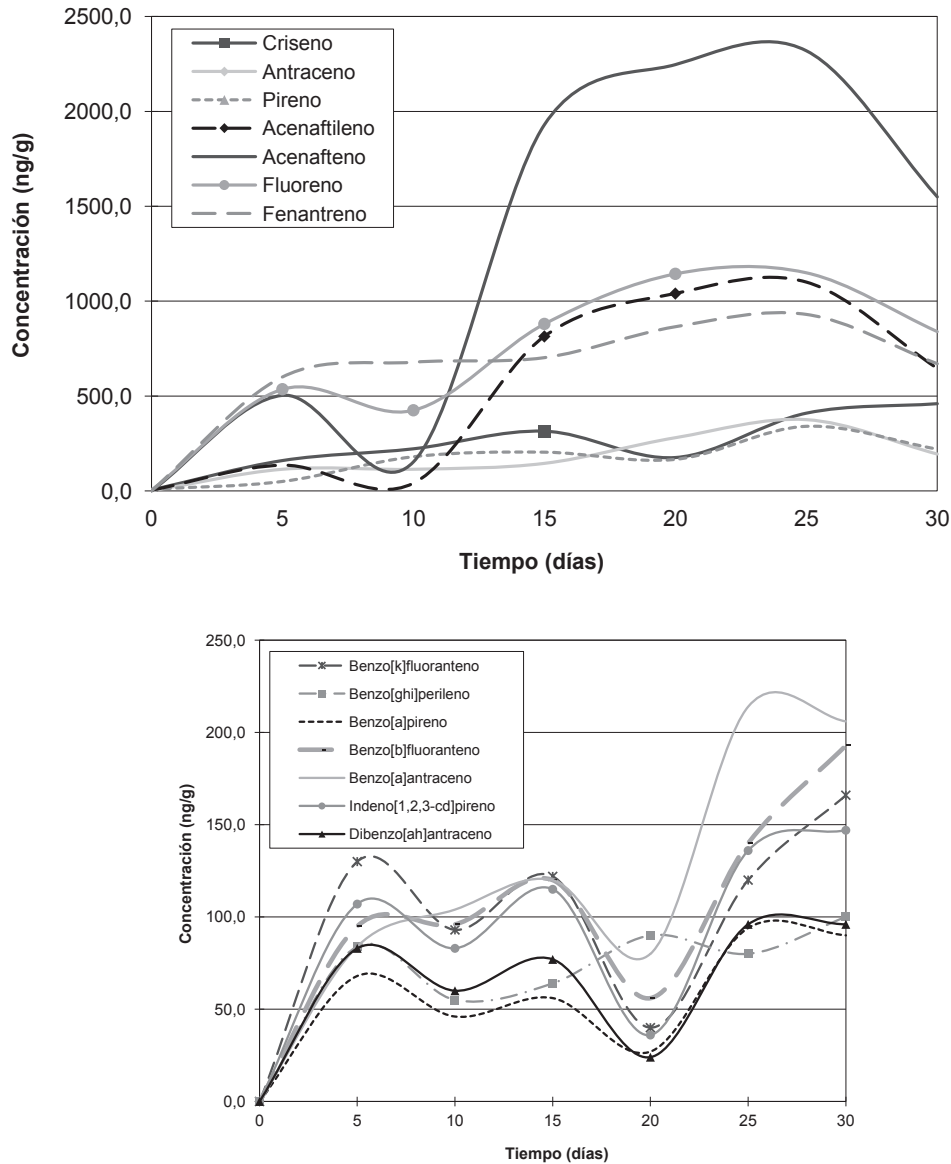 2500,0
2000,0
1500,0
1000,0
500,0
0,0
Concentración (ng/g)
Criseno
Antraceno
Pireno
Acenaftileno
Acenafteno
Fluoreno
Fenantreno
0 5 10 15 20 25 30
Tiempo (días)
250,0
200,0
150,0
100,0
50,0
0,0
Concentración (ng/g)
Benzo[k]fluoranteno
Benzo[ghi]perileno
Benzo[a]pireno
Benzo[b]fluoranteno
Benzo[a]antraceno
Indeno[1,2,3-cd]pireno
Dibenzo[ah]antraceno
0 5 10 15 20 25 30
Tiempo (días)